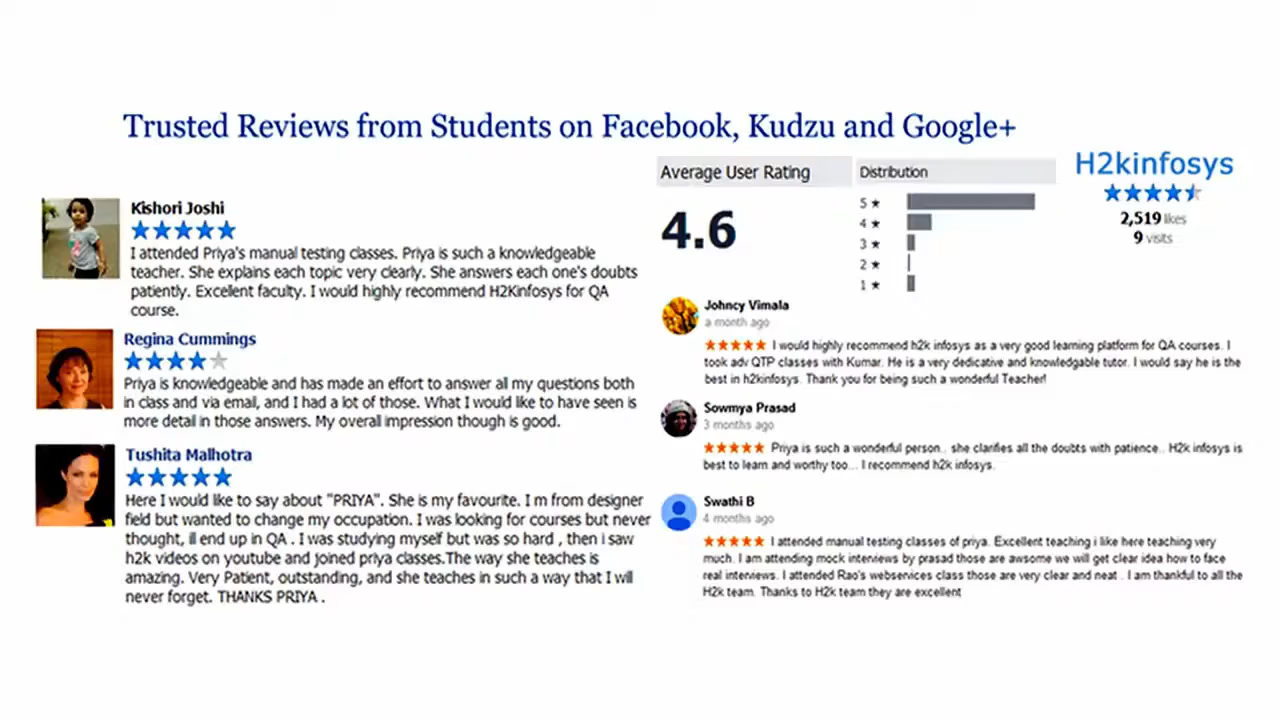 Trusted Reviews from Students on Facebook, Kudzu and Google+
Kishori Joshi
I attended Priya's manual testing classes. Priya is such a knowledgeable
teacher. She explains each topic very clearly. She answers each one's doubts
patiently. Excellent faculty. I would highly recommend H2Kinfosys for QA
course.
Regina Cummings
Priya is knowledgeable and has made an effort to answer all my questions both
in class and via email, and I had a lot of those. What I would like to have seen is
more detail in those answers. My overall impression though is good.
Tushita Malhotra
Here I would like to say about "PRIYA". She is my favourite. I m from designer
field but wanted to change my occupation. I was looking for courses but never
thought, ill end up in QA . I was studying myself but was so hard , then i saw
h2k videos on youtube and joined priya classes.The way she teaches is
amazing. Very Patient, outstanding, and she teaches in such a way that I will
never forget. THANKS PRIYA .
Average User Rating
4.6
Distribution
5 ★
4 ★
3 ★
2 ★
1 ★
H2kinfosys
2,519 likes
9 visits
Johncy Vimala
a month ago
I would highly recommend h2k infosys as a very good learning platform for QA courses. I
took adv QTP classes with Kumar. He is a very dedicative and knowledgable tutor. I would say he is the
best in h2kinfosys. Thank you for being such a wonderful Teacher!
Sowmya Prasad
3 months ago
Priya is such a wonderful person.. she clarifies all the doubts with patience.. H2k infosys is
best to learn and worthy too... I recommend h2k infosys.
Swathi B
4 months ago
I attended manual testing classes of priya. Excellent teaching i like here teaching very
much. I am attending mock interviews by prasad those are awsome we will get clear idea how to face
real interviews. I attended Rao's webservices class those are very clear and neat . I am thankful to all the
H2k team. Thanks to H2k team they are excellent